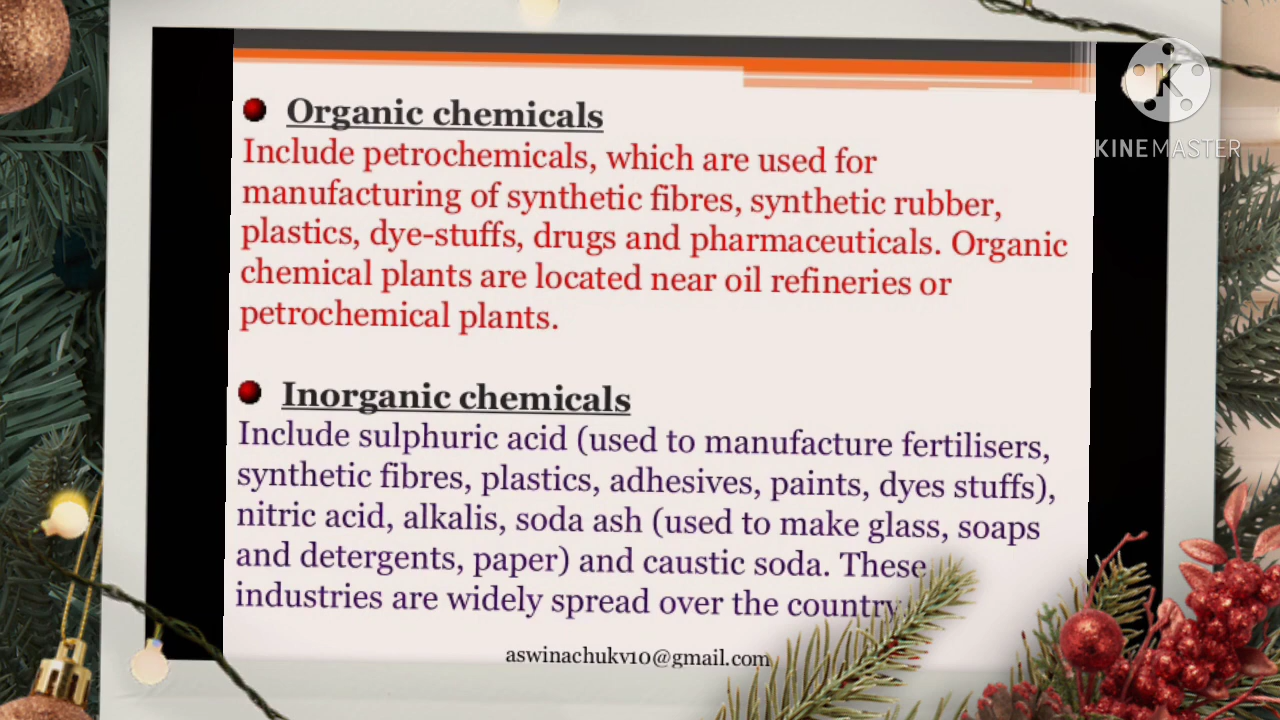 K
KINEMASTER
Organic chemicals
Include petrochemicals, which are used for
manufacturing of synthetic fibres, synthetic rubber,
plastics, dye-stuffs, drugs and pharmaceuticals. Organic
chemical plants are located near oil refineries or
petrochemical plants.
Inorganic chemicals
Include sulphuric acid (used to manufacture fertilisers,
synthetic fibres, plastics, adhesives, paints, dyes stuffs),
nitric acid, alkalis, soda ash (used to make glass, soaps
and detergents, paper) and caustic soda. These
industries are widely spread over the country
aswinachukv10@gmail.com